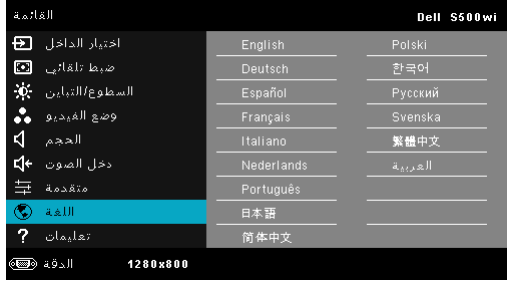 القائمة
Dell S500wi
اختيار الداخل
ضبط تلقائي
السطوع/التباين
وضع الفيديو
الحجم
دخل الصوت
متقدمة
اللغة
تعليمات
English
Deutsch
Español
Français
Italiano
Nederlands
Português
日本語
简体中文
Polski
한국어
Русский
Svenska
繁體中文
العربية
الدقة 1280x800